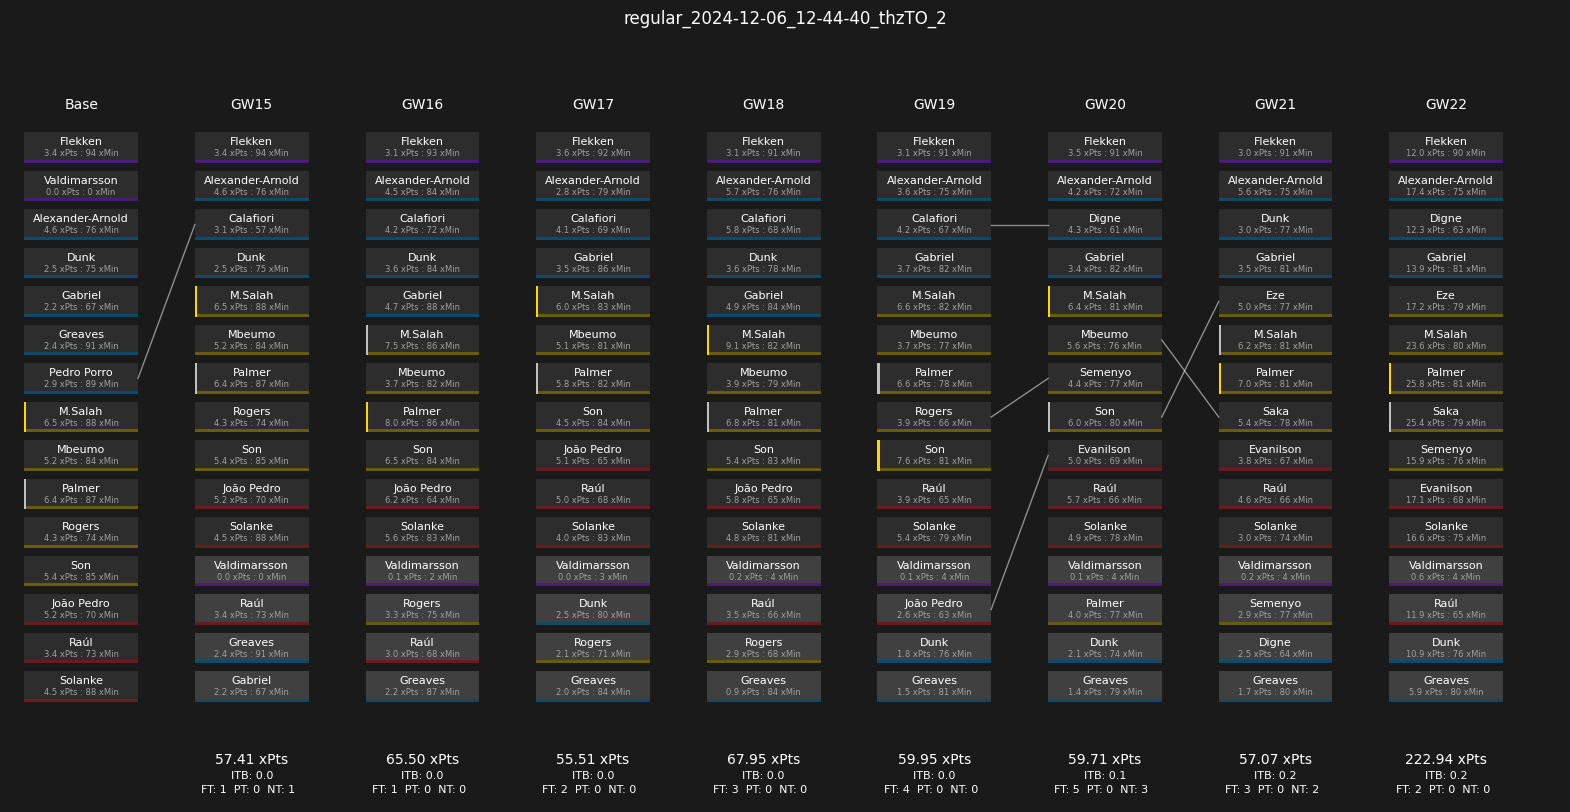 regular_2024-12-06_12-44-40_thzTO_2
Base
Flekken
3.4 xPts : 94 xMin
Valdimarsson
0.0 xPts : 0 xMin
Alexander-Arnold
4.6 xPts : 76 xMin
Dunk
2.5 xPts : 75 xMin
Gabriel
2.2 xPts : 67 xMin
Greaves
2.4 xPts : 91 xMin
Pedro Porro
2.9 xPts : 89 xMin
M.Salah
6.5 xPts : 88 xMin
Mbeumo
5.2 xPts : 84 xMin
Palmer
6.4 xPts : 87 xMin
Rogers
4.3 xPts : 74 xMin
Son
5.4 xPts : 85 xMin
João Pedro
5.2 xPts : 70 xMin
Raúl
3.4 xPts : 73 xMin
Solanke
4.5 xPts : 88 xMin
GW15
Flekken
3.4 xPts : 94 xMin
Alexander-Arnold
4.6 xPts : 76 xMin
Calafiori
3.1 xPts : 57 xMin
Dunk
2.5 xPts : 75 xMin
M.Salah
6.5 xPts : 88 xMin
Mbeumo
5.2 xPts : 84 xMin
Palmer
6.4 xPts : 87 xMin
Rogers
4.3 xPts : 74 xMin
Son
5.4 xPts : 85 xMin
João Pedro
5.2 xPts : 70 xMin
Solanke
4.5 xPts : 88 xMin
Valdimarsson
0.0 xPts : 0 xMin
Raúl
3.4 xPts : 73 xMin
Greaves
2.4 xPts : 91 xMin
Gabriel
2.2 xPts : 67 xMin
57.41 xPts
ITB: 0.0
FT: 1 PT: 0 NT: 1
GW16
Flekken
3.1 xPts : 93 xMin
Alexander-Arnold
4.5 xPts : 84 xMin
Calafiori
4.2 xPts : 72 xMin
Dunk
3.6 xPts : 84 xMin
Gabriel
4.7 xPts : 88 xMin
M.Salah
7.5 xPts : 86 xMin
Mbeumo
3.7 xPts : 82 xMin
Palmer
8.0 xPts : 86 xMin
Son
6.5 xPts : 84 xMin
João Pedro
6.2 xPts : 64 xMin
Solanke
5.6 xPts : 83 xMin
Valdimarsson
0.1 xPts : 2 xMin
Rogers
3.3 xPts : 75 xMin
Raúl
3.0 xPts : 68 xMin
Greaves
2.2 xPts : 87 xMin
65.50 xPts
ITB: 0.0
FT: 1 PT: 0 NT: 0
GW17
Flekken
3.6 xPts : 92 xMin
Alexander-Arnold
2.8 xPts : 79 xMin
Calafiori
4.1 xPts : 69 xMin
Gabriel
3.5 xPts : 86 xMin
M.Salah
6.0 xPts : 83 xMin
Mbeumo
5.1 xPts : 81 xMin
Palmer
5.8 xPts : 82 xMin
Son
4.5 xPts : 84 xMin
João Pedro
5.1 xPts : 65 xMin
Raúl
5.0 xPts : 68 xMin
Solanke
4.0 xPts : 83 xMin
Valdimarsson
0.0 xPts : 3 xMin
Dunk
2.5 xPts : 80 xMin
Rogers
2.1 xPts : 71 xMin
Greaves
2.0 xPts : 84 xMin
55.51 xPts
ITB: 0.0
FT: 2 PT: 0 NT: 0
GW18
Flekken
3.1 xPts : 91 xMin
Alexander-Arnold
5.7 xPts : 76 xMin
Calafiori
5.8 xPts : 68 xMin
Dunk
3.6 xPts : 78 xMin
Gabriel
4.9 xPts : 84 xMin
M.Salah
9.1 xPts : 82 xMin
Mbeumo
3.9 xPts : 79 xMin
Palmer
6.8 xPts : 81 xMin
Son
5.4 xPts : 83 xMin
João Pedro
5.8 xPts : 65 xMin
Solanke
4.8 xPts : 81 xMin
Valdimarsson
0.2 xPts : 4 xMin
Raúl
3.5 xPts : 66 xMin
Rogers
2.9 xPts : 68 xMin
Greaves
0.9 xPts : 84 xMin
67.95 xPts
ITB: 0.0
FT: 3 PT: 0 NT: 0
GW19
Flekken
3.1 xPts : 91 xMin
Alexander-Arnold
3.6 xPts : 75 xMin
Calafiori
4.2 xPts : 67 xMin
Gabriel
3.7 xPts : 82 xMin
M.Salah
6.6 xPts : 82 xMin
Mbeumo
3.7 xPts : 77 xMin
Palmer
6.6 xPts : 78 xMin
Rogers
3.9 xPts : 66 xMin
Son
7.6 xPts : 81 xMin
Raúl
3.9 xPts : 65 xMin
Solanke
5.4 xPts : 79 xMin
Valdimarsson
0.1 xPts : 4 xMin
João Pedro
2.6 xPts : 63 xMin
Dunk
1.8 xPts : 76 xMin
Greaves
1.5 xPts : 81 xMin
59.95 xPts
ITB: 0.0
FT: 4 PT: 0 NT: 0
GW20
Flekken
3.5 xPts : 91 xMin
Alexander-Arnold
4.2 xPts : 72 xMin
Digne
4.3 xPts : 61 xMin
Gabriel
3.4 xPts : 82 xMin
M.Salah
6.4 xPts : 81 xMin
Mbeumo
5.6 xPts : 76 xMin
Semenyo
4.4 xPts : 77 xMin
Son
6.0 xPts : 80 xMin
Evanilson
5.0 xPts : 69 xMin
Raúl
5.7 xPts : 66 xMin
Solanke
4.9 xPts : 78 xMin
Valdimarsson
0.1 xPts : 4 xMin
Palmer
4.0 xPts : 77 xMin
Dunk
2.1 xPts : 74 xMin
Greaves
1.4 xPts : 79 xMin
59.71 xPts
ITB: 0.1
FT: 5 PT: 0 NT: 3
GW21
Flekken
3.0 xPts : 91 xMin
Alexander-Arnold
5.6 xPts : 75 xMin
Dunk
3.0 xPts : 77 xMin
Gabriel
3.5 xPts : 81 xMin
Eze
5.0 xPts : 77 xMin
M.Salah
6.2 xPts : 81 xMin
Palmer
7.0 xPts : 81 xMin
Saka
5.4 xPts : 78 xMin
Evanilson
3.8 xPts : 67 xMin
Raúl
4.6 xPts : 66 xMin
Solanke
3.0 xPts : 74 xMin
Valdimarsson
0.2 xPts : 4 xMin
Semenyo
2.9 xPts : 77 xMin
Digne
2.5 xPts : 64 xMin
Greaves
1.7 xPts : 80 xMin
57.07 xPts
ITB: 0.2
FT: 3 PT: 0 NT: 2
GW22
Flekken
12.0 xPts : 90 xMin
Alexander-Arnold
17.4 xPts : 75 xMin
Digne
12.3 xPts : 63 xMin
Gabriel
13.9 xPts : 81 xMin
Eze
17.2 xPts : 79 xMin
M.Salah
23.6 xPts : 80 xMin
Palmer
25.8 xPts : 81 xMin
Saka
25.4 xPts : 79 xMin
Semenyo
15.9 xPts : 76 xMin
Evanilson
17.1 xPts : 68 xMin
Solanke
16.6 xPts : 75 xMin
Valdimarsson
0.6 xPts : 4 xMin
Raúl
11.9 xPts : 65 xMin
Dunk
10.9 xPts : 76 xMin
Greaves
5.9 xPts : 80 xMin
222.94 xPts
ITB: 0.2
FT: 2 PT: 0 NT: 0